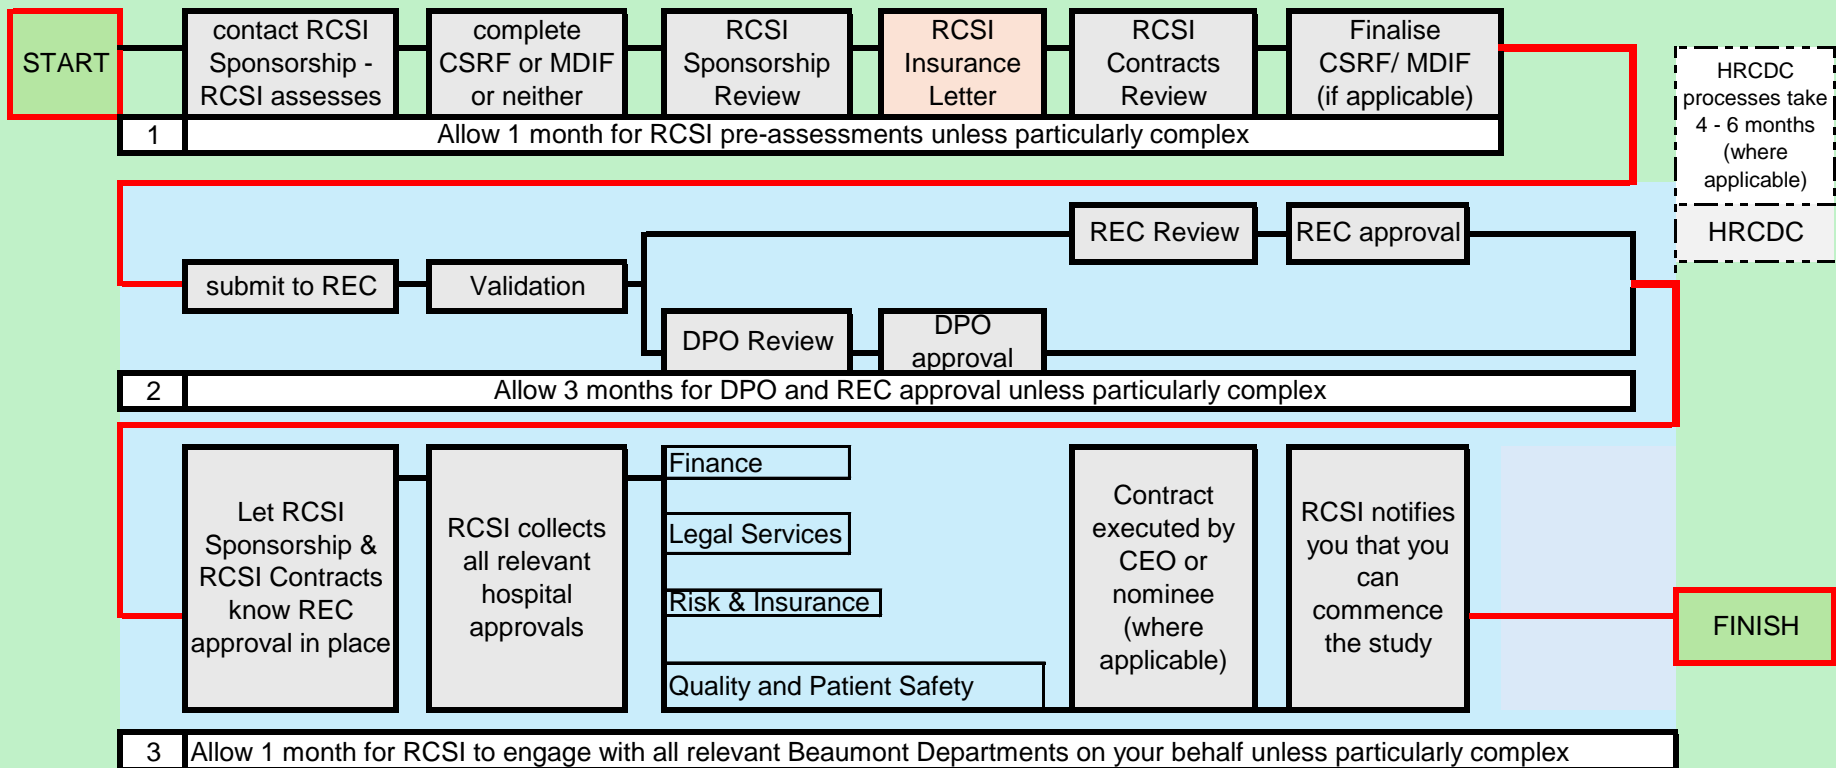 START
contact RCSI
Sponsorship -
RCSI assesses
complete
CSRF or MDIF
or neither
RCSI
Sponsorship
Review
RCSI
Insurance
Letter
RCSI
Contracts
Review
Finalise
CSRF/ MDIF
(if applicable)
1
Allow 1 month for RCSI pre-assessments unless particularly complex
HRCDC
processes take
4 - 6 months
(where
applicable)
HRCDC
submit to REC
Validation
REC Review
REC approval
DPO Review
DPO
approval
2
Allow 3 months for DPO and REC approval unless particularly complex
Let RCSI
Sponsorship &
RCSI Contracts
know REC
approval in place
RCSI collects
all relevant
hospital
approvals
Finance
Legal Services
Risk & Insurance
Quality and Patient Safety
Contract
executed by
CEO or
nominee
(where
applicable)
RCSI notifies
you that you
can
commence
the study
FINISH
3
Allow 1 month for RCSI to engage with all relevant Beaumont Departments on your behalf unless particularly complex